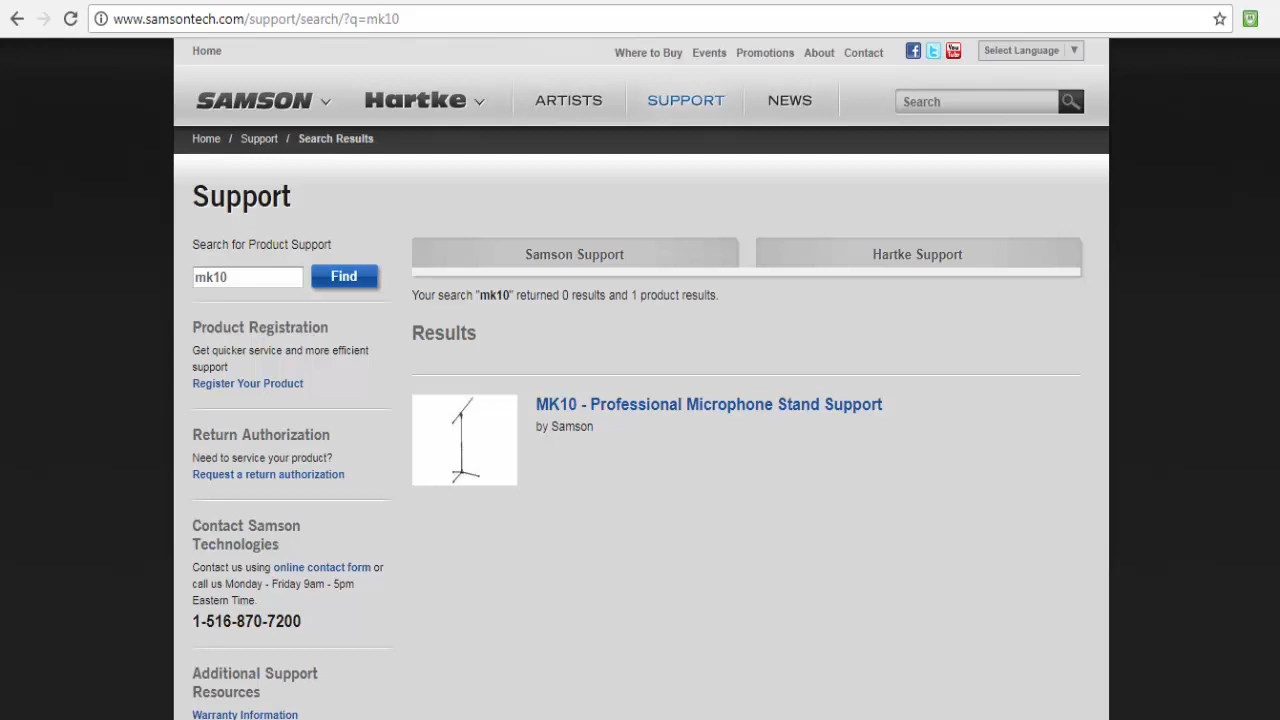 www.samsontech.com/support/search/?q=mk10
Home
Where to Buy Events Promotions About Contact
You Tube
Select Language ▼
SAMSON Hartke ARTISTS SUPPORT NEWS
Search
Home / Support / Search Results
Support
Search for Product Support
mk10
Find
Product Registration
Get quicker service and more efficient
support
Register Your Product
Return Authorization
Need to service your product?
Request a return authorization
Contact Samson
Technologies
Contact us using online contact form or
call us Monday - Friday 9am - 5pm
Eastern Time.
1-516-870-7200
Additional Support
Resources
Warranty Information
Samson Support
Hartke Support
Your search "mk10" returned 0 results and 1 product results.
Results
MK10 - Professional Microphone Stand Support
by Samson